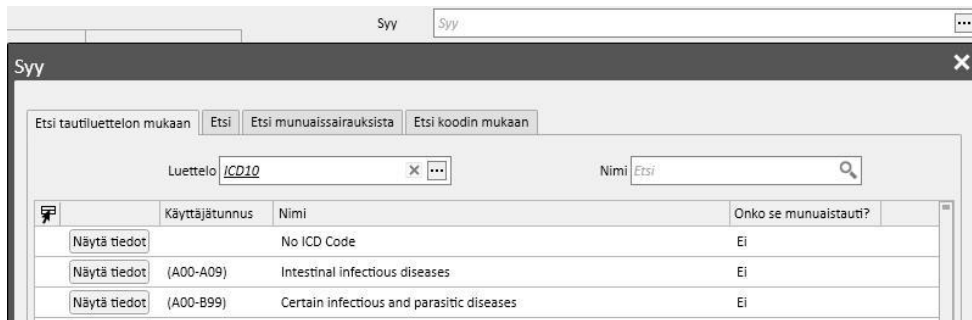 Syy Syy ...
Syy
Etsi tautiluettelon mukaan Etsi Etsi munuaissairauksista Etsi koodin mukaan
Luettelo ICD10 ... Nimi Etsi
Käyttäjätunnus Nimi Onko se munuaistauti?
Näytä tiedot No ICD Code Ei
Näytä tiedot (A00-A09) Intestinal infectious diseases Ei
Näytä tiedot (A00-B99) Certain infectious and parasitic diseases Ei